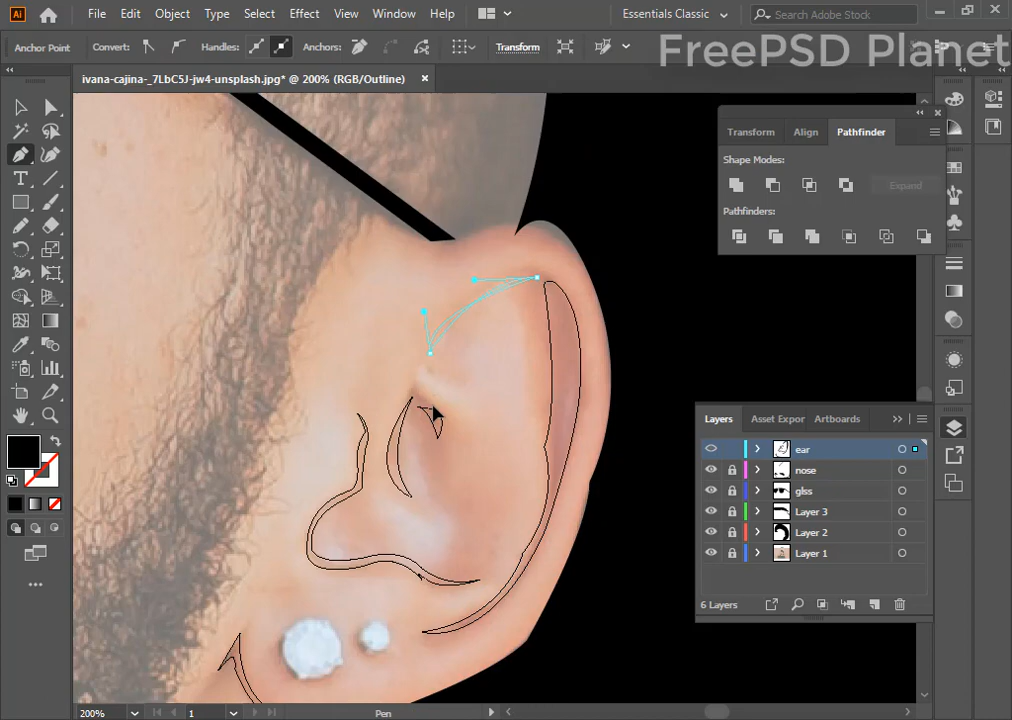 Ai File Edit Object Type Select Effect View Window Help Essentials Classic Search Adobe Stock
Anchor Point Convert: Handles: Anchors: Transform
FreePSD Planet
ivana-cajina-_7LbC5J-jw4-unsplash.jpg* @ 200% (RGB/Outline)
Transform Align Pathfinder
Shape Modes:
Expand
Pathfinders:
Layers Asset Expor Artboards
ear
nose
glss
Layer 3
Layer 2
Layer 1
6 Layers
200% 1 Pen